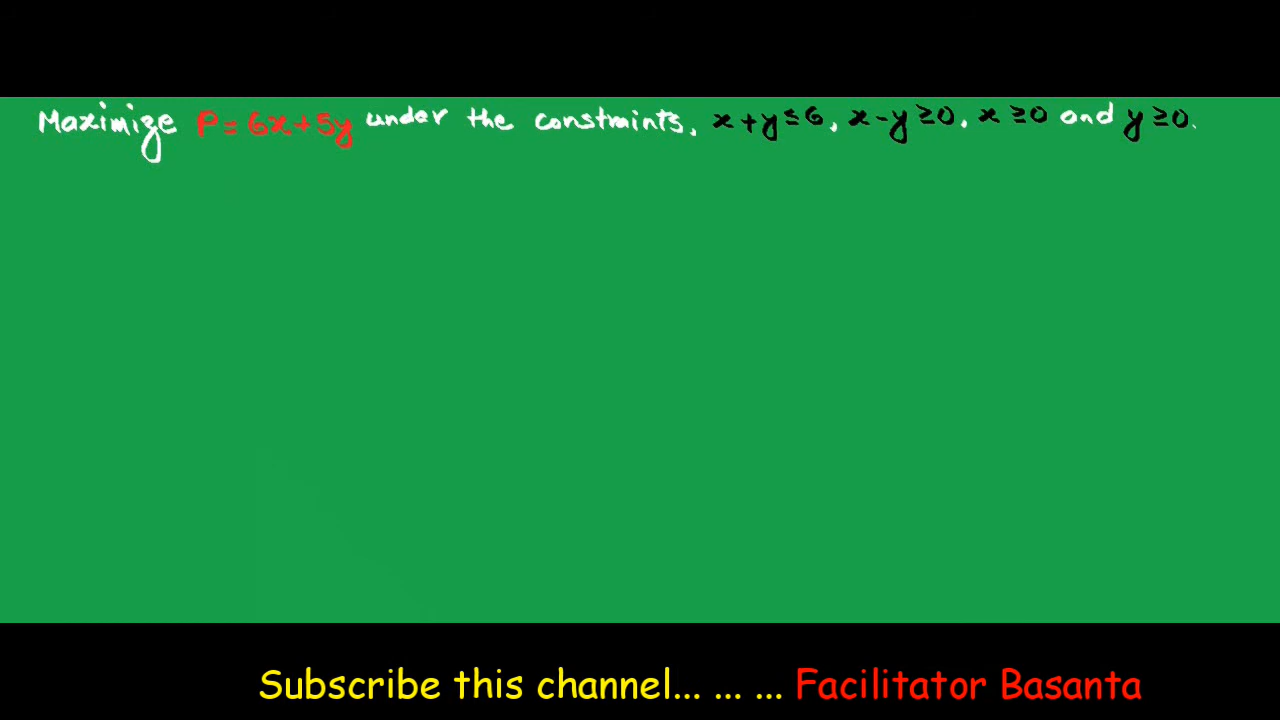 Maximize P = 6x+5y under the constraints, x+y≤6, x-y≥0, x≥0 and y≥0.
Subscribe this channel... ... ... Facilitator Basanta